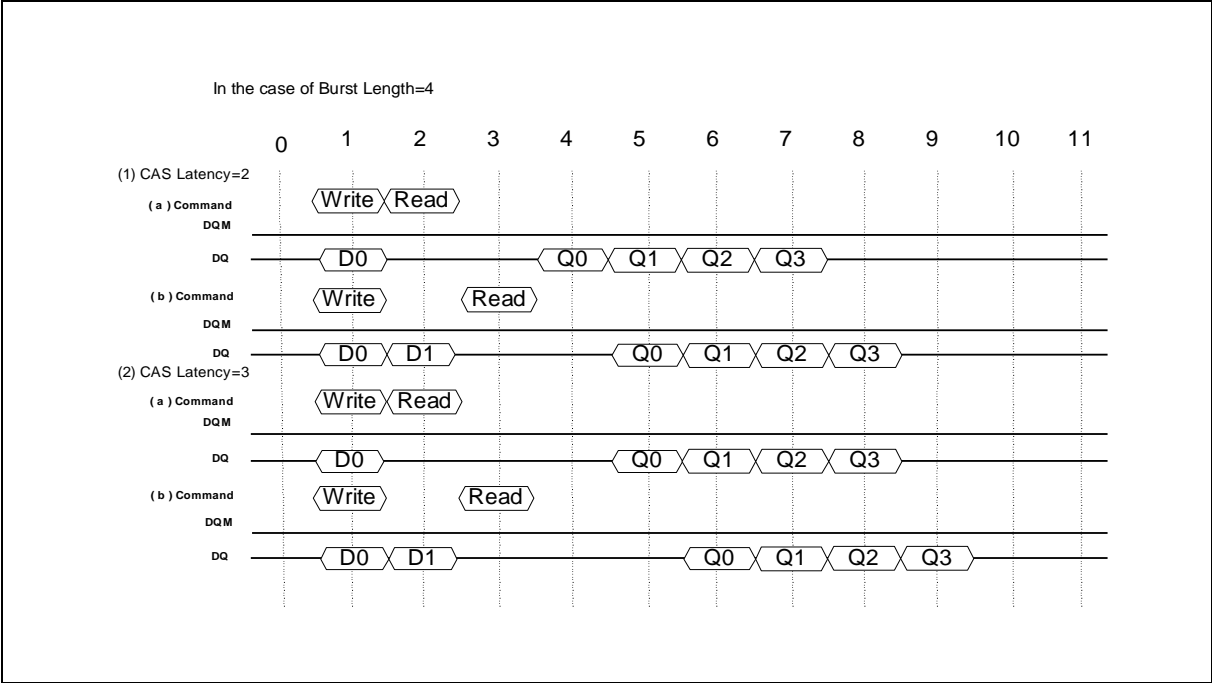 In the case of Burst Length=4
0 1 2 3 4 5 6 7 8 9 10 11
(1) CAS Latency=2
( a ) Command Write Read
DQM
DQ D0 Q0 Q1 Q2 Q3
( b ) Command Write Read
DQM
DQ D0 D1 Q0 Q1 Q2 Q3
(2) CAS Latency=3
( a ) Command Write Read
DQM
DQ D0 Q0 Q1 Q2 Q3
( b ) Command Write Read
DQM
DQ D0 D1 Q0 Q1 Q2 Q3